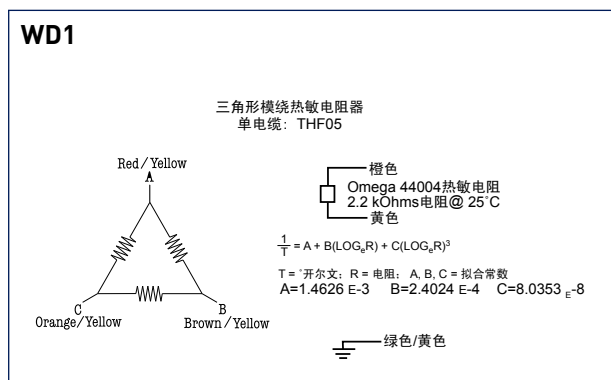 WD1
三角形模绕热敏电阻器
单电缆：THF05
Red/Yellow
A
C
Orange/Yellow
B
Brown/Yellow
橙色
Omega 44004热敏电阻
2.2 kOhms电阻@ 25°C
黄色
1/T = A + B(LOGₑR) + C(LOGₑR)³
T = °开尔文；R = 电阻； A, B, C = 拟合常数
A=1.4626 E-3 B=2.4024 E-4 C=8.0353 E-8
绿色/黄色